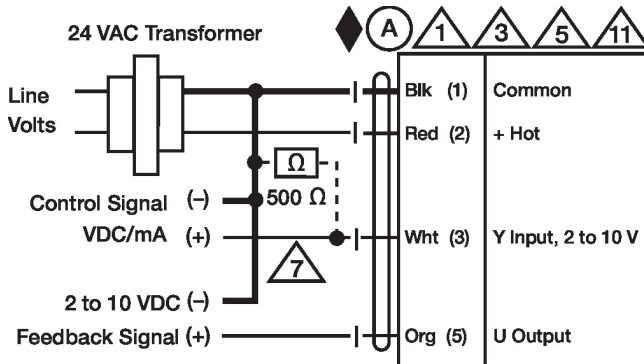 24 VAC Transformer
A 1 3 5 11
Line
Volts
Blk (1) Common
Red (2) + Hot
Ω
500 Ω
Control Signal (-)
VDC/mA (+)
Wht (3) Y Input, 2 to 10 V
7
2 to 10 VDC (-)
Feedback Signal (+)
Org (5) U Output